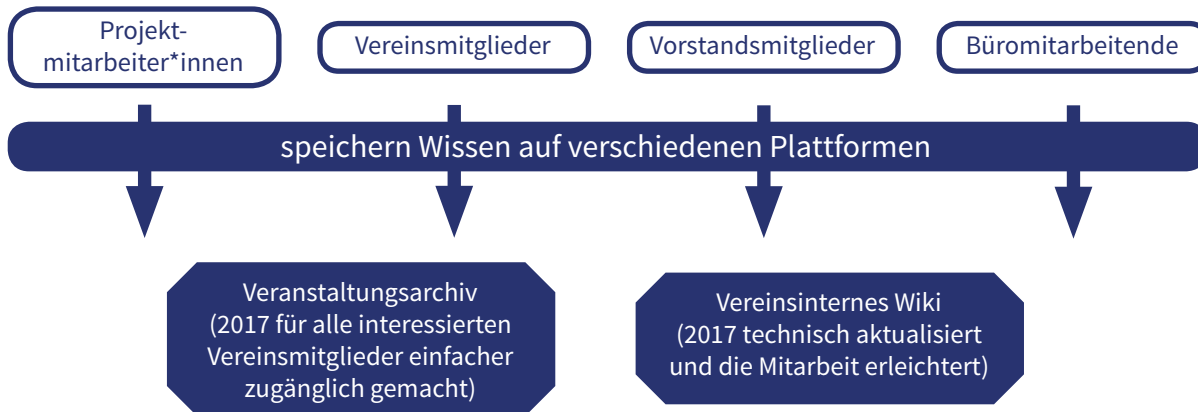 Projekt-
mitarbeiter*innen
Vereinsmitglieder
Vorstandsmitglieder
Büromitarbeitende
speichern Wissen auf verschiedenen Plattformen
Veranstaltungsarchiv
(2017 für alle interessierten
Vereinsmitglieder einfacher
zugänglich gemacht)
Vereinsinternes Wiki
(2017 technisch aktualisiert
und die Mitarbeit erleichtert)